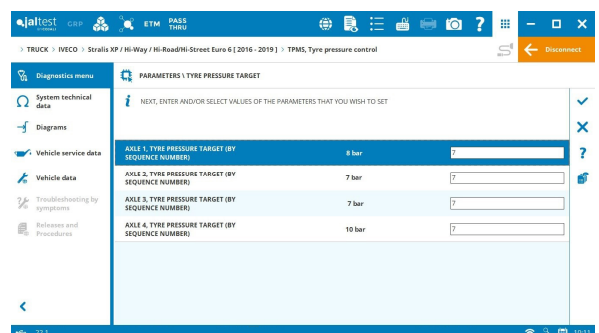 jaltest GRP ETM PASS THRU
TRUCK > IVECO > Stralis XP / Hi-Way / Hi-Road/Hi-Street Euro 6 [ 2016 - 2019 ] > TPMS, Tyre pressure control
Disconnect
Diagnostics menu
PARAMETERS \ TYRE PRESSURE TARGET
System technical data
NEXT, ENTER AND/OR SELECT VALUES OF THE PARAMETERS THAT YOU WISH TO SET
Diagrams
Vehicle service data
AXLE 1, TYRE PRESSURE TARGET (BY SEQUENCE NUMBER) 8 bar 7
Vehicle data
AXLE 2, TYRE PRESSURE TARGET (BY SEQUENCE NUMBER) 7 bar 7
Troubleshooting by symptoms
AXLE 3, TYRE PRESSURE TARGET (BY SEQUENCE NUMBER) 7 bar 7
Releases and Procedures
AXLE 4, TYRE PRESSURE TARGET (BY SEQUENCE NUMBER) 10 bar 7
22.1
10:11